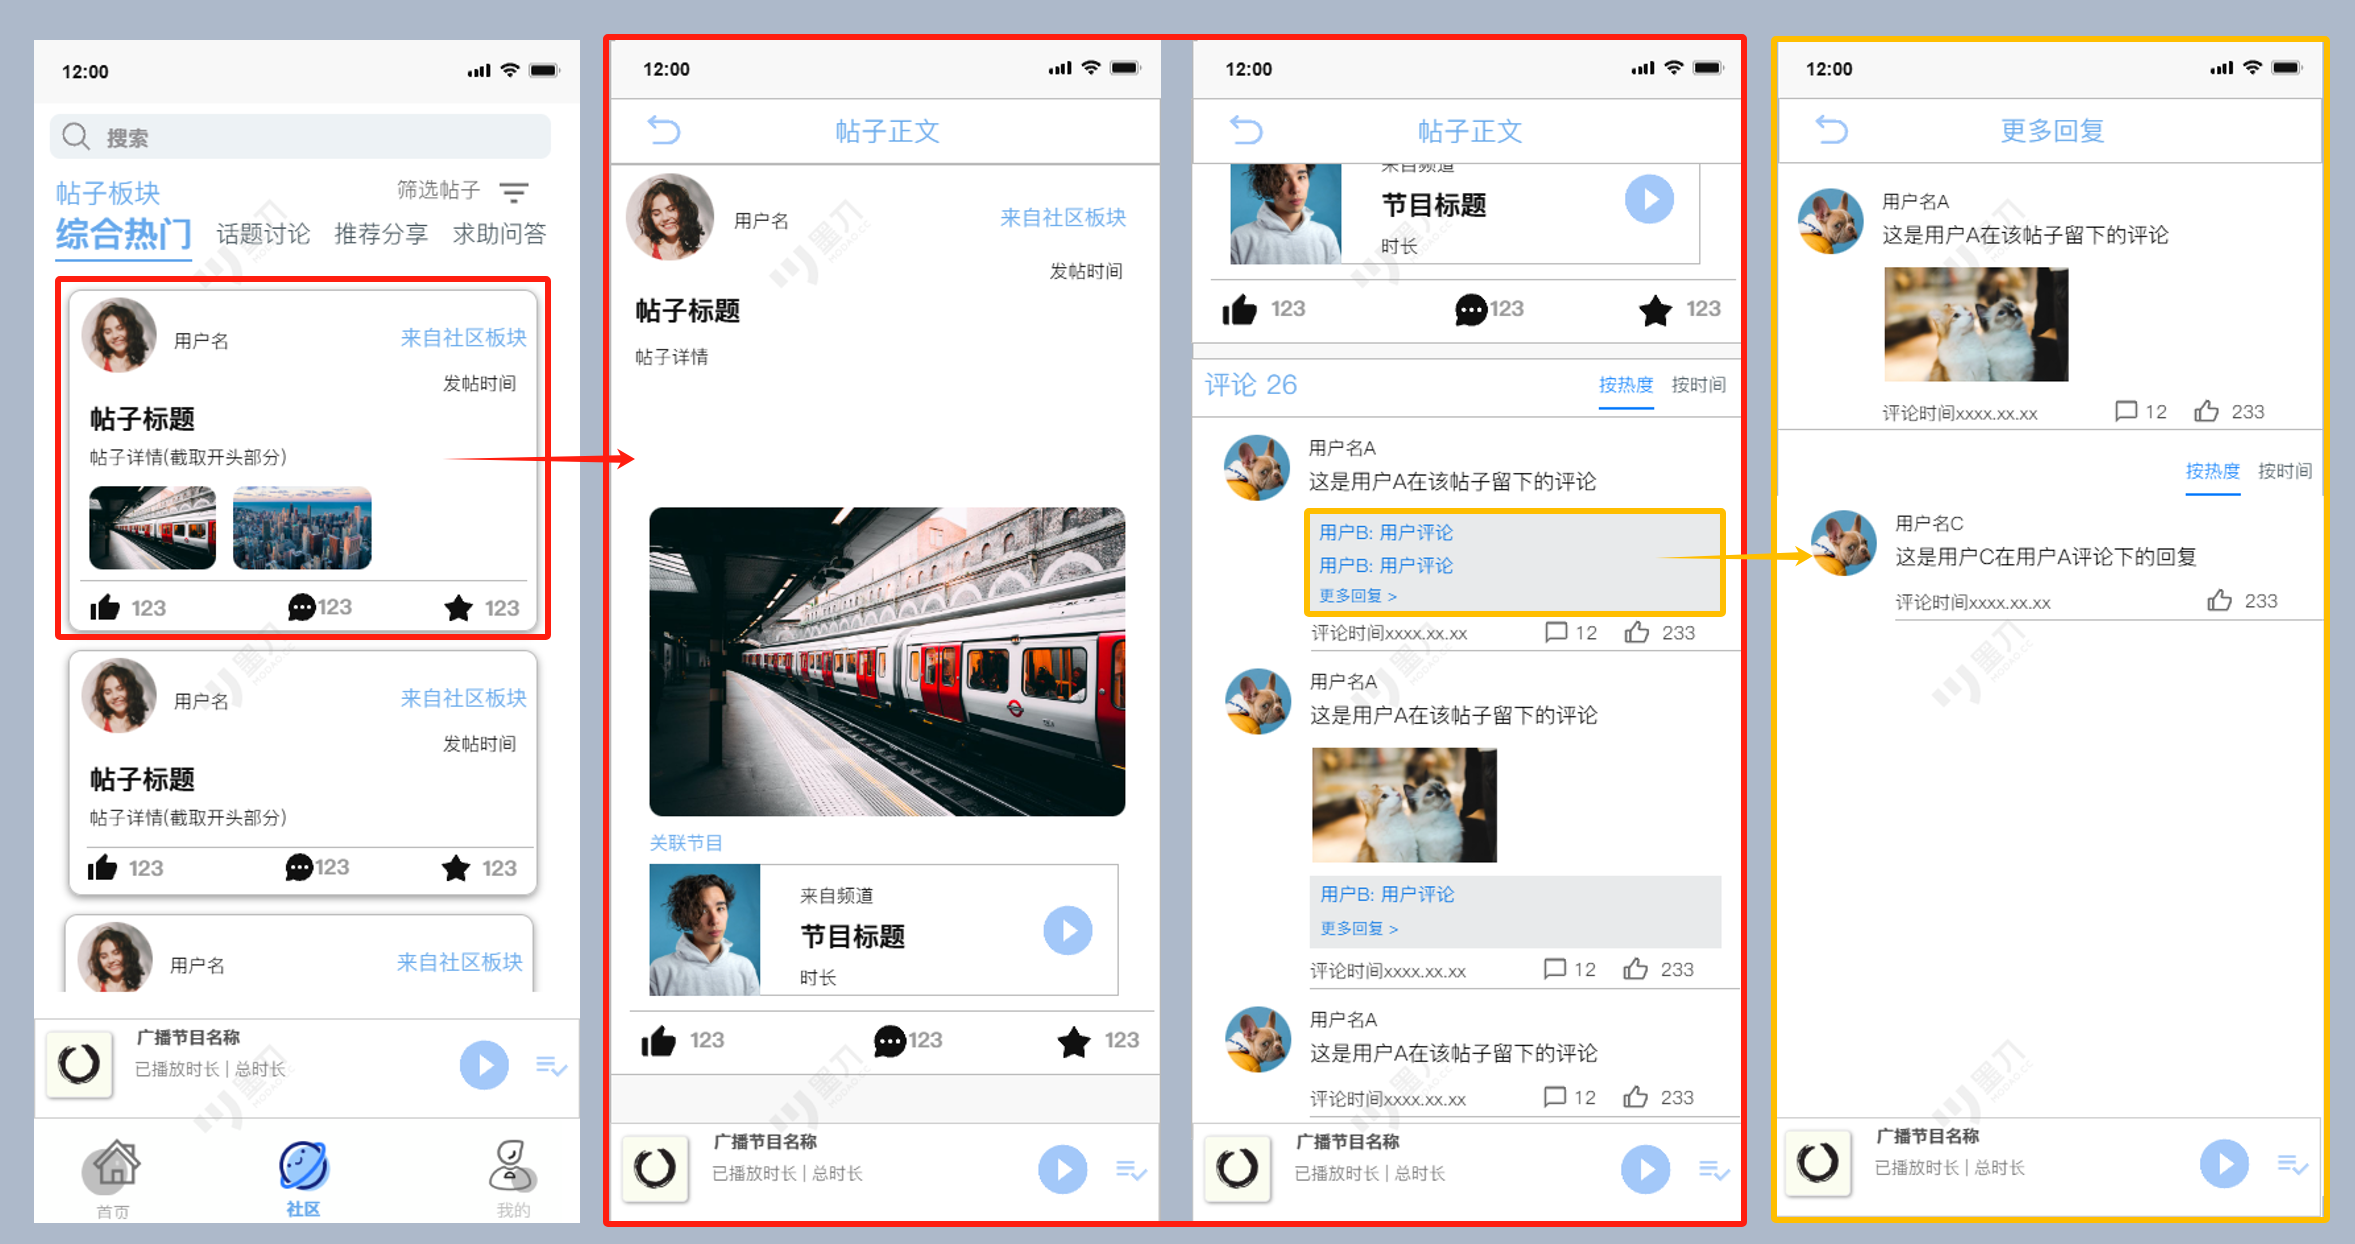 12:00
搜索
帖子板块
筛选帖子
综合热门 话题讨论 推荐分享 求助问答
用户名
来自社区板块
发帖时间
帖子标题
帖子详情(截取开头部分)
123 123 123
用户名
来自社区板块
发帖时间
帖子标题
帖子详情(截取开头部分)
123 123 123
用户名
来自社区板块
广播节目名称
已播放时长 | 总时长
首页 社区 我的
12:00
帖子正文
用户名
来自社区板块
发帖时间
帖子标题
帖子详情
关联节目
来自频道
节目标题
时长
123 123 123
广播节目名称
已播放时长 | 总时长
12:00
帖子正文
来自频道
节目标题
时长
123 123 123
评论 26
按热度 按时间
用户名A
这是用户A在该帖子留下的评论
用户B: 用户评论
用户B: 用户评论
更多回复 >
评论时间xxxx.xx.xx 12 233
用户名A
这是用户A在该帖子留下的评论
用户B: 用户评论
更多回复 >
评论时间xxxx.xx.xx 12 233
用户名A
这是用户A在该帖子留下的评论
评论时间xxxx.xx.xx 12 233
广播节目名称
已播放时长 | 总时长
12:00
更多回复
用户名A
这是用户A在该帖子留下的评论
评论时间xxxx.xx.xx 12 233
按热度 按时间
用户名C
这是用户C在用户A评论下的回复
评论时间xxxx.xx.xx 233
广播节目名称
已播放时长 | 总时长
墨刀
MODAO.CC